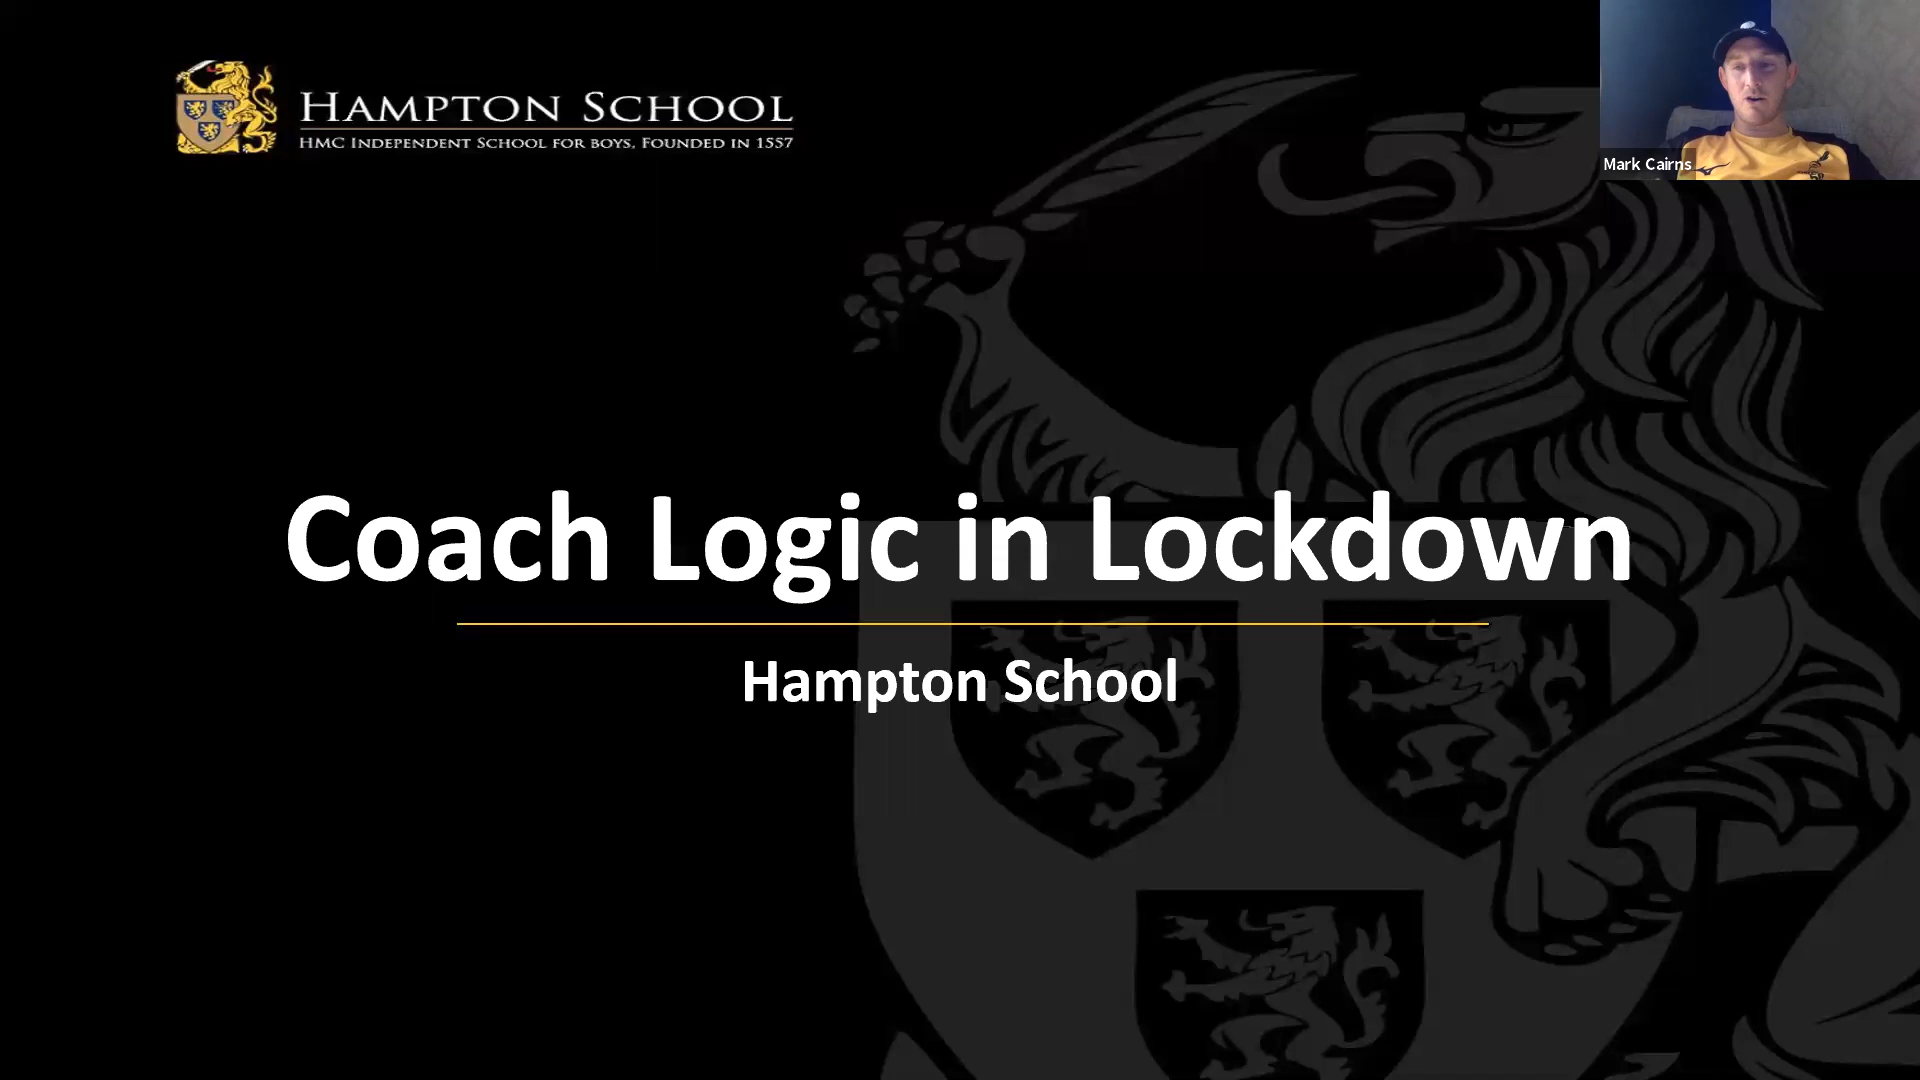 HAMPTON SCHOOL
HMC INDEPENDENT SCHOOL FOR BOYS, FOUNDED IN 1557
Mark Cairns
Coach Logic in Lockdown
Hampton School